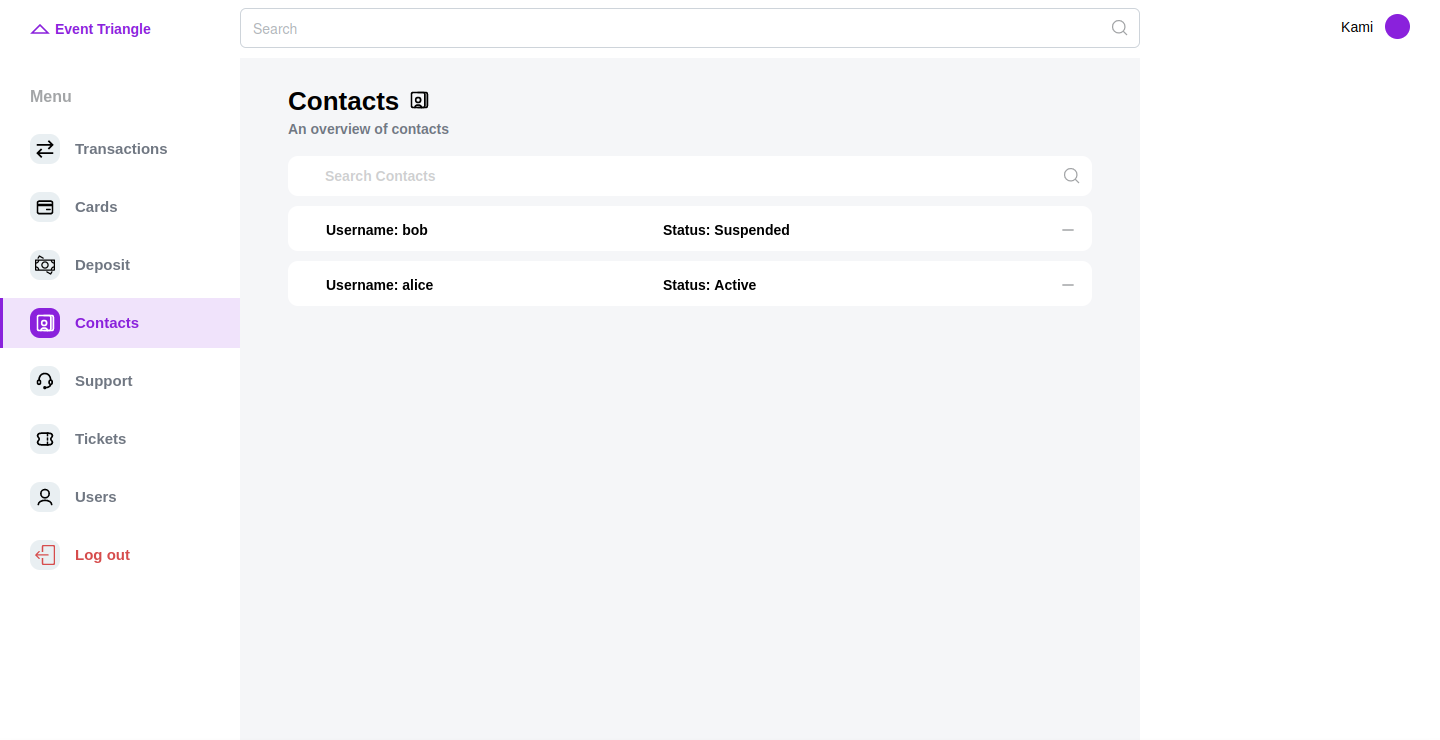 Event Triangle
Search
Kami
Menu
Transactions
Cards
Deposit
Contacts
Support
Tickets
Users
Log out
Contacts
An overview of contacts
Search Contacts
Username: bob Status: Suspended
Username: alice Status: Active